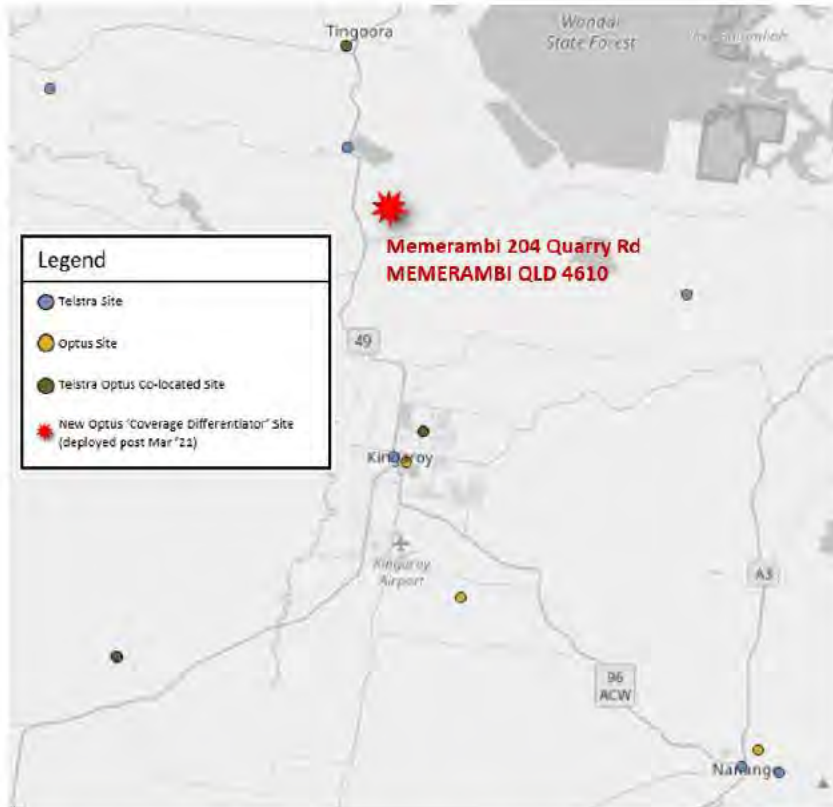 Tingoora
Wondai
State Forest
Memerambi 204 Quarry Rd
MEMERAMBI QLD 4610
Legend
Telstra Site
Optus Site
Telstra Optus Co-located Site
New Optus 'Coverage Differentiator' Site
(deployed post Mar '21)
49
Kingaroy
Kingaroy
Airport
A3
96
ACW
Nanango